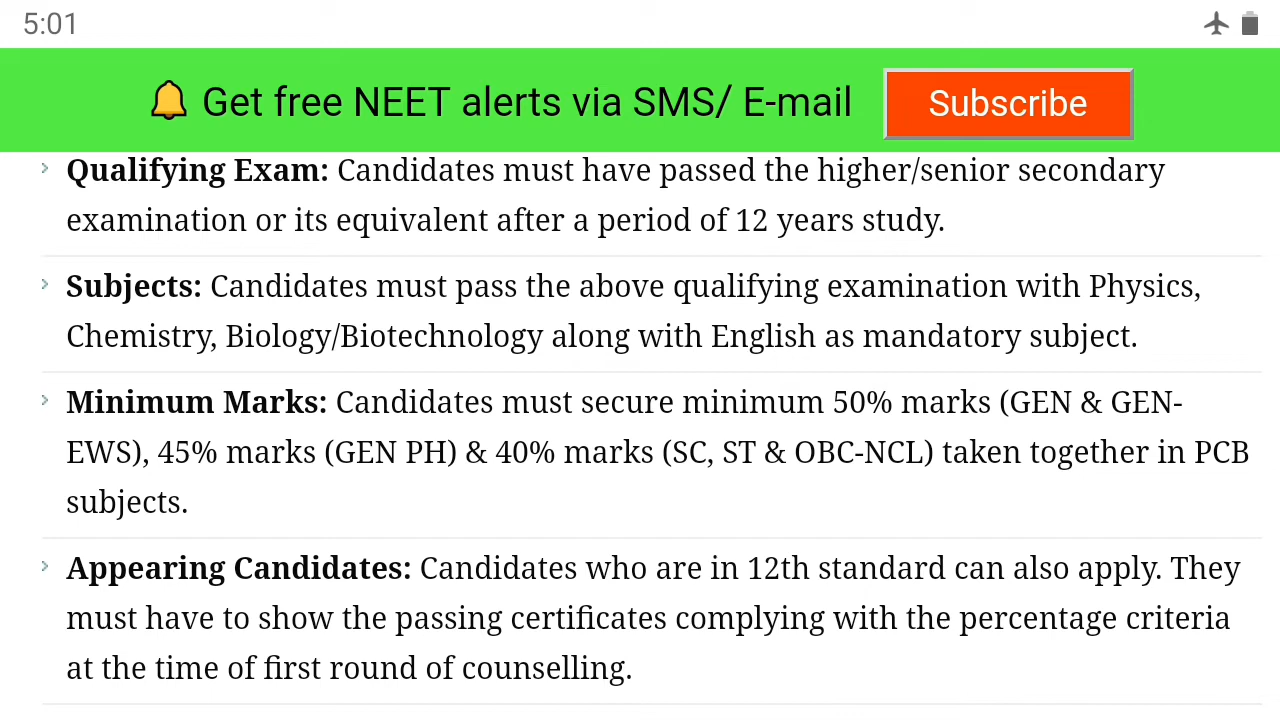 5:01
🔔 Get free NEET alerts via SMS/ E-mail Subscribe
Qualifying Exam: Candidates must have passed the higher/senior secondary
examination or its equivalent after a period of 12 years study.
Subjects: Candidates must pass the above qualifying examination with Physics,
Chemistry, Biology/Biotechnology along with English as mandatory subject.
Minimum Marks: Candidates must secure minimum 50% marks (GEN & GEN-
EWS), 45% marks (GEN PH) & 40% marks (SC, ST & OBC-NCL) taken together in PCB
subjects.
Appearing Candidates: Candidates who are in 12th standard can also apply. They
must have to show the passing certificates complying with the percentage criteria
at the time of first round of counselling.